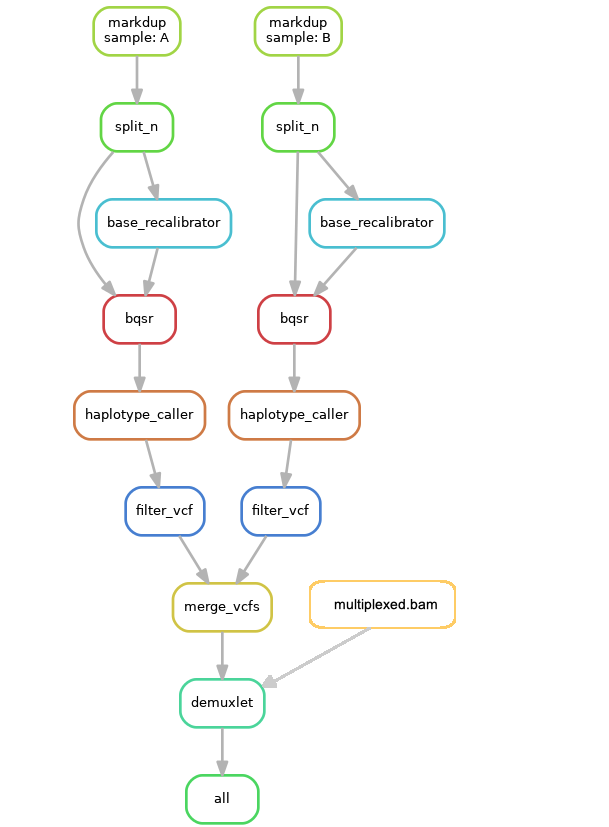 markdup
sample: A
markdup
sample: B
split_n
split_n
base_recalibrator
base_recalibrator
bqsr
bqsr
haplotype_caller
haplotype_caller
filter_vcf
filter_vcf
merge_vcfs
multiplexed.bam
demuxlet
all